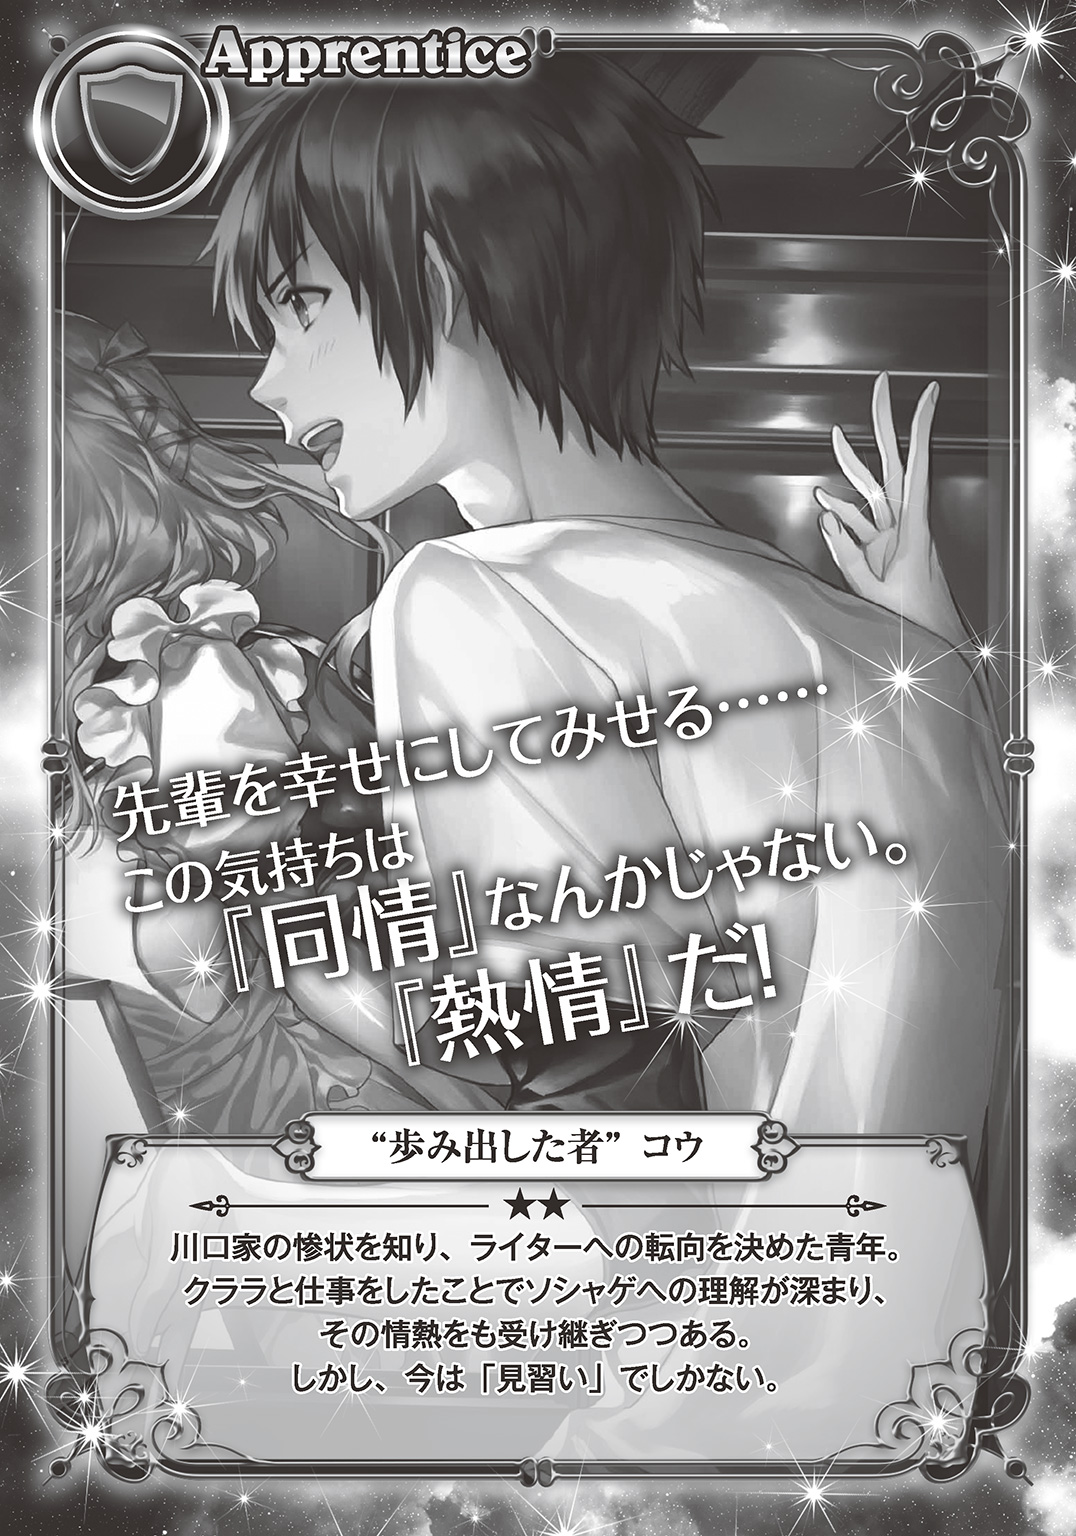 Apprentice
先輩を幸せにしてみせる……
この気持ちは
『同情』なんかじゃない。
『熱情』だ!
“歩み出した者” コウ
★★
川口家の惨状を知り、ライターへの転向を決めた青年。
クララと仕事をしたことでソシャゲへの理解が深まり、
その情熱をも受け継ぎつつある。
しかし、今は「見習い」でしかない。